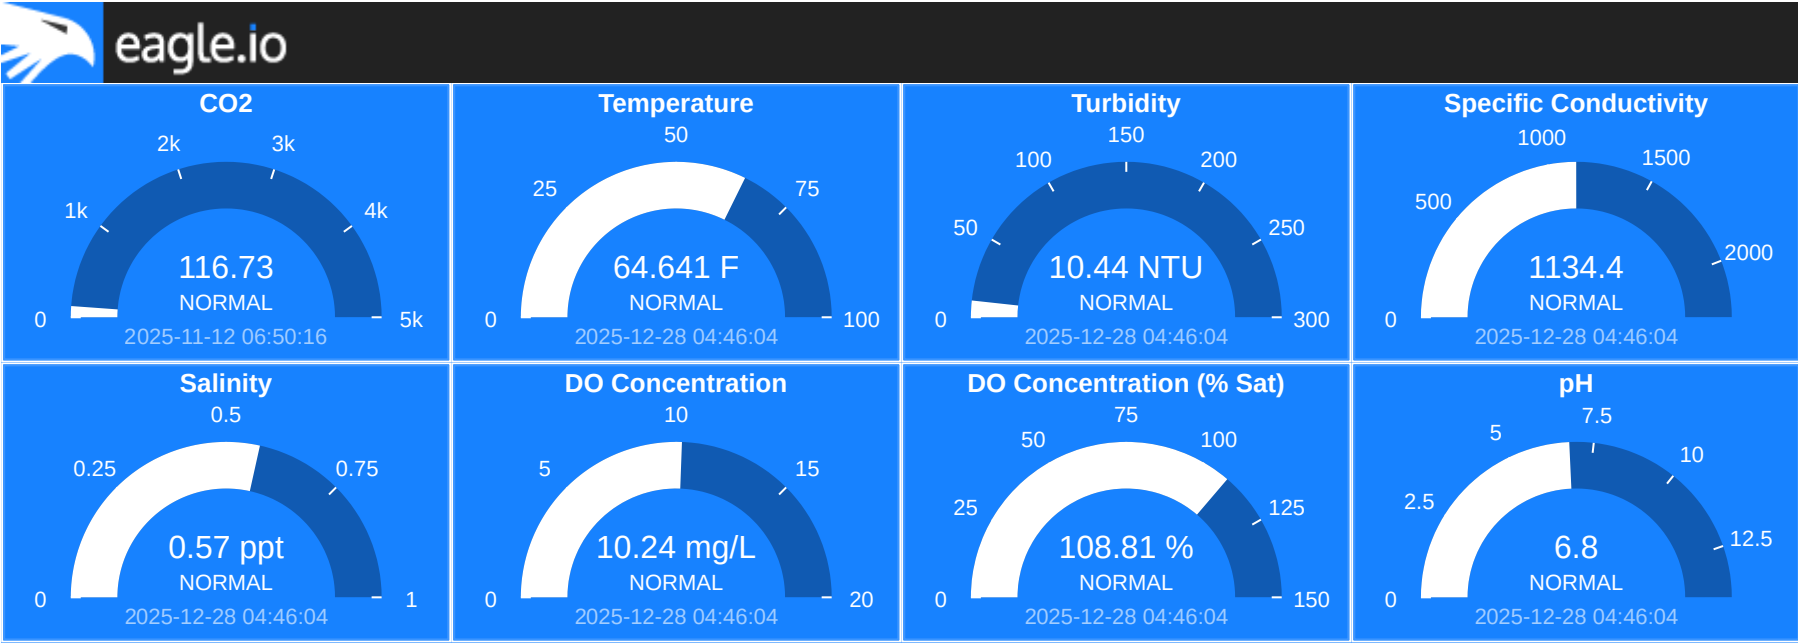 eagle.io
CO2
0
1k
2k
3k
4k
5k
116.73
NORMAL
2025-11-12 06:50:16
Temperature
0
25
50
75
100
64.641 F
NORMAL
2025-12-28 04:46:04
Turbidity
0
50
100
150
200
250
300
10.44 NTU
NORMAL
2025-12-28 04:46:04
Specific Conductivity
0
500
1000
1500
2000
1134.4
NORMAL
2025-12-28 04:46:04
Salinity
0
0.25
0.5
0.75
1
0.57 ppt
NORMAL
2025-12-28 04:46:04
DO Concentration
0
5
10
15
20
10.24 mg/L
NORMAL
2025-12-28 04:46:04
DO Concentration (% Sat)
0
25
50
75
100
125
150
108.81 %
NORMAL
2025-12-28 04:46:04
pH
0
2.5
5
7.5
10
12.5
6.8
NORMAL
2025-12-28 04:46:04